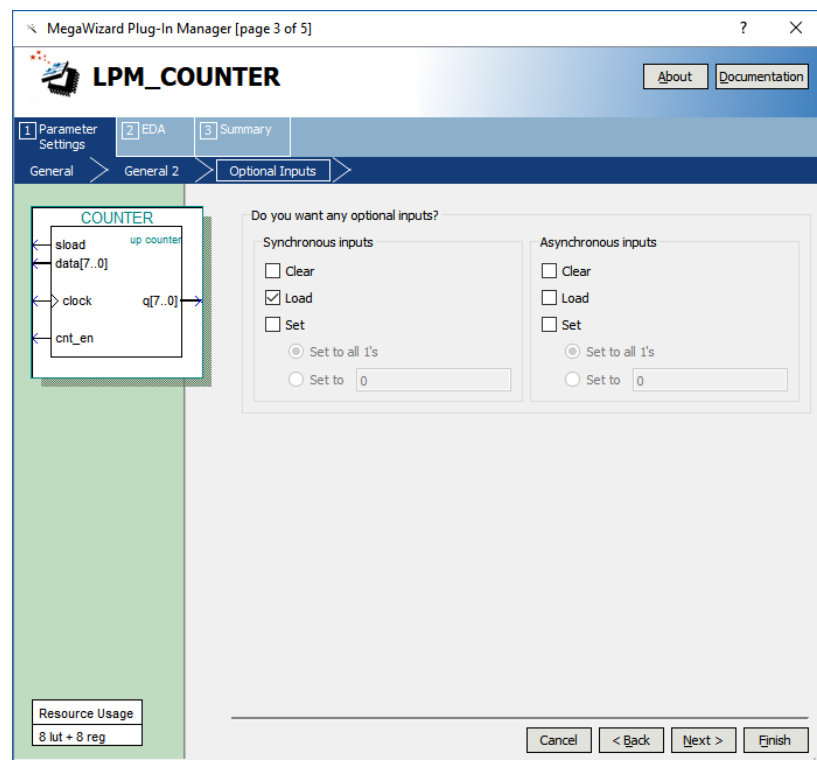 MegaWizard Plug-In Manager [page 3 of 5]
?
LPM_COUNTER
About
Documentation
1 Parameter Settings
2 EDA
3 Summary
General
General 2
Optional Inputs
COUNTER
up counter
sload
data[7..0]
clock
q[7..0]
cnt_en
Do you want any optional inputs?
Synchronous inputs
Clear
Load
Set
Set to all 1's
Set to 0
Asynchronous inputs
Clear
Load
Set
Set to all 1's
Set to 0
Resource Usage
8 lut + 8 reg
Cancel
< Back
Next >
Finish